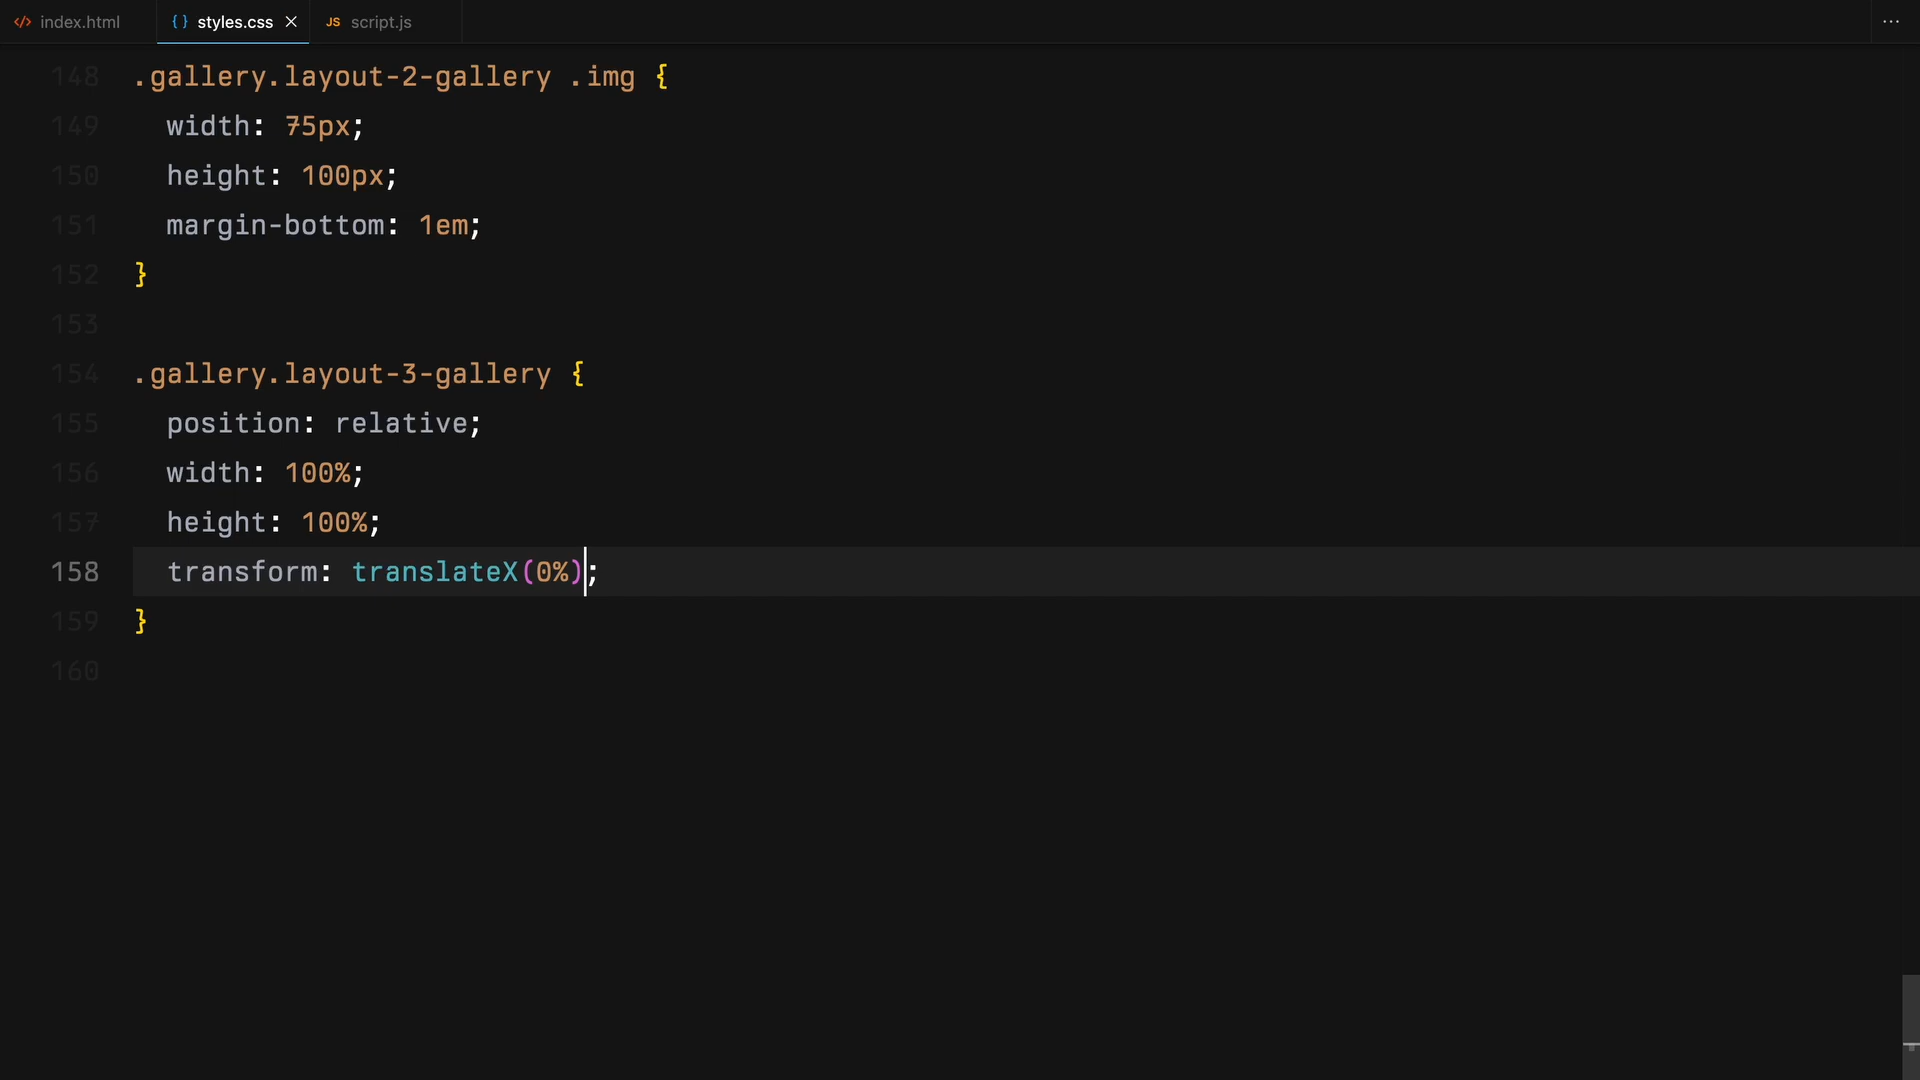 </> index.html
{ } styles.css ×
JS script.js
...
148 .gallery.layout-2-gallery .img {
149 width: 75px;
150 height: 100px;
151 margin-bottom: 1em;
152 }
153
154 .gallery.layout-3-gallery {
155 position: relative;
156 width: 100%;
157 height: 100%;
158 transform: translateX(0%);
159 }
160